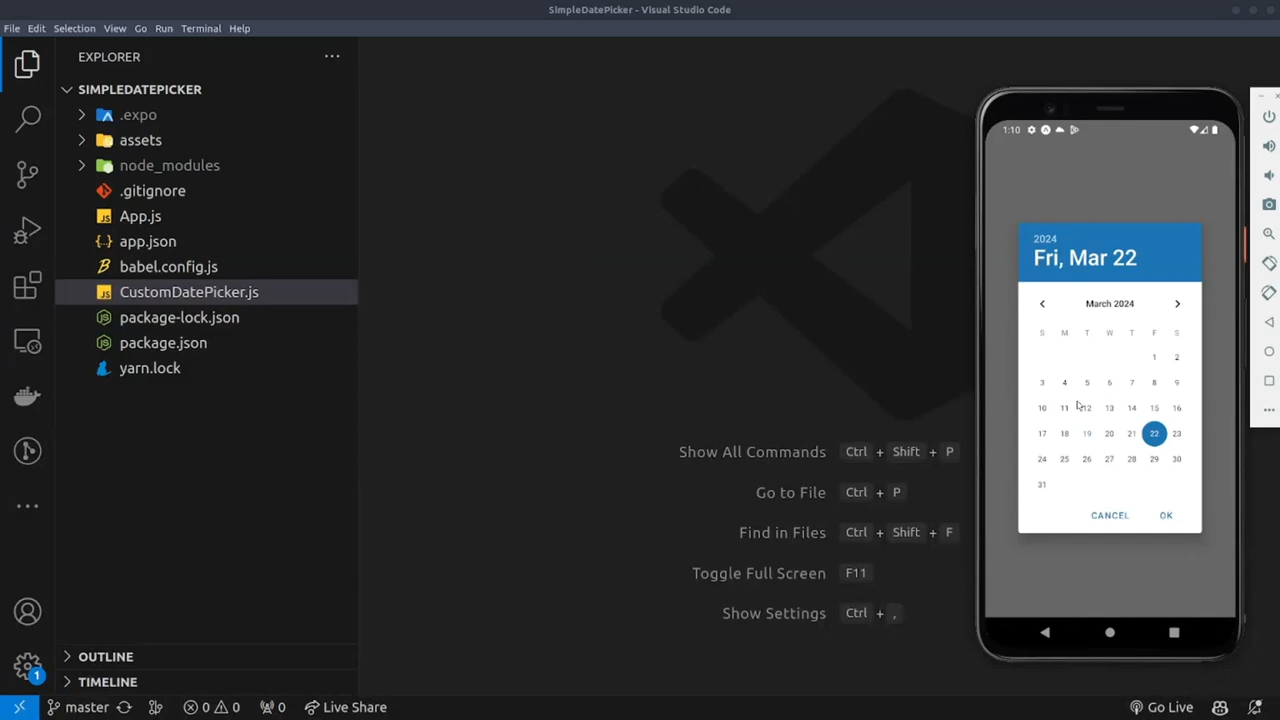 SimpleDatePicker - Visual Studio Code
File Edit Selection View Go Run Terminal Help
EXPLORER
SIMPLEDATEPICKER
.expo
assets
node_modules
.gitignore
App.js
app.json
babel.config.js
CustomDatePicker.js
package-lock.json
package.json
yarn.lock
OUTLINE
TIMELINE
Show All Commands Ctrl + Shift + P
Go to File Ctrl + P
Find in Files Ctrl + Shift + F
Toggle Full Screen F11
Show Settings Ctrl + ,
1:10
2024
Fri, Mar 22
March 2024
S M T W T F S
1 2
3 4 5 6 7 8 9
10 11 12 13 14 15 16
17 18 19 20 21 22 23
24 25 26 27 28 29 30
31
CANCEL OK
1
master 0 0 0 Live Share Go Live